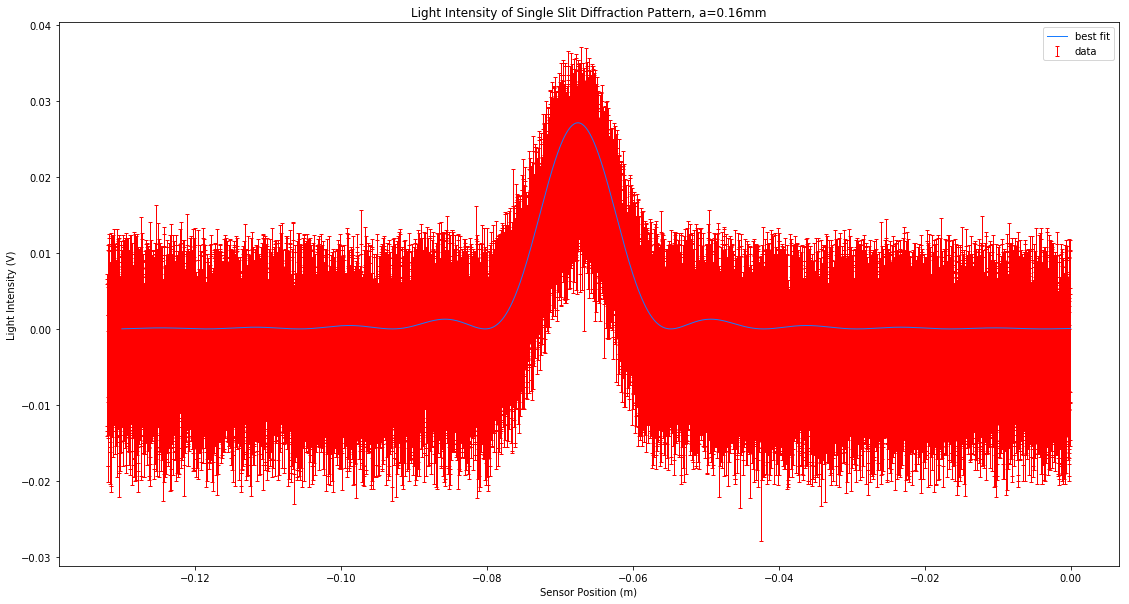 Light Intensity of Single Slit Diffraction Pattern, a=0.16mm
0.04
0.03
0.02
0.01
0.00
−0.01
−0.02
−0.03
Light Intensity (V)
best fit
data
−0.12 −0.10 −0.08 −0.06 −0.04 −0.02 0.00
Sensor Position (m)